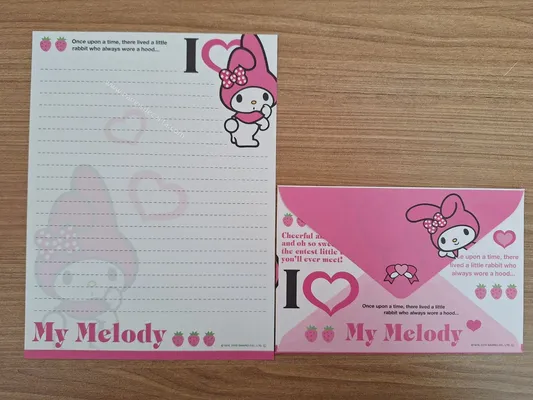 Once upon a time, there lived a little
rabbit who always wore a hood...
I
My Melody
Cheerful a
and oh so swee
the cutest little
you'll ever meet!
I
Once upon a time, there lived a little
rabbit who always wore a hood...
My Melody
upon a time, there
lived a little rabbit who
always wore a hood...